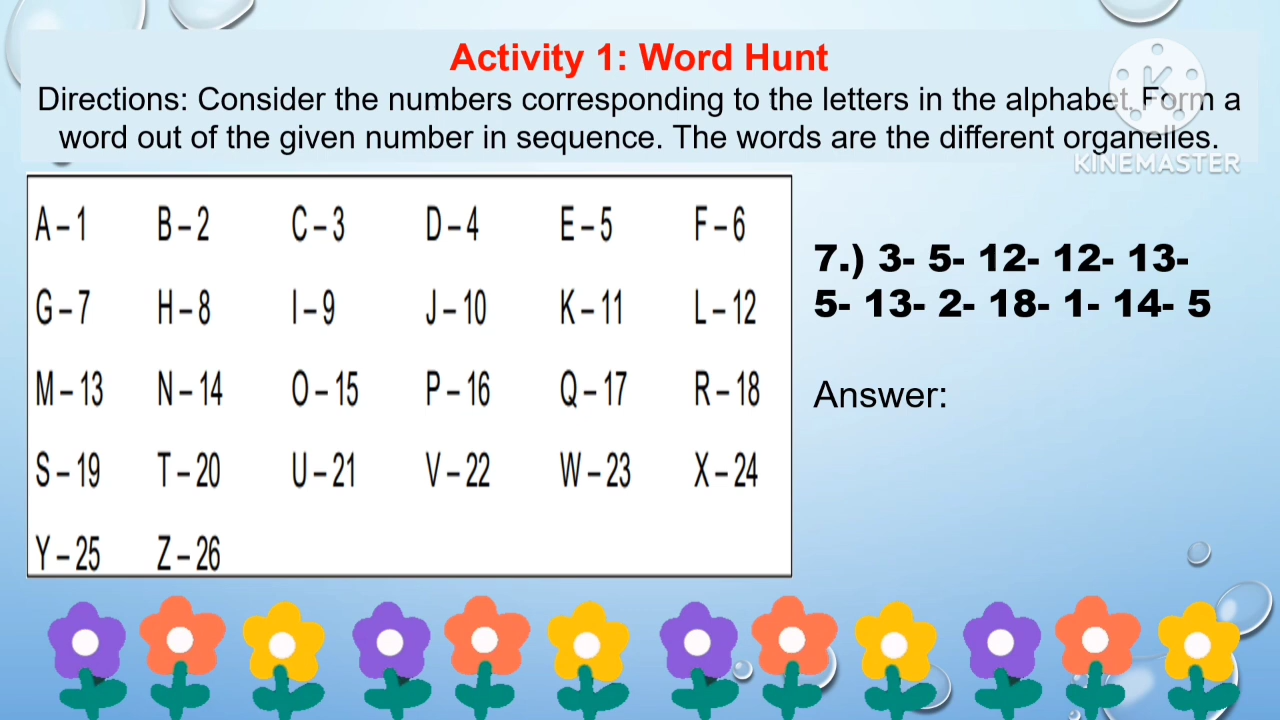 Activity 1: Word Hunt
Directions: Consider the numbers corresponding to the letters in the alphabet. Form a
word out of the given number in sequence. The words are the different organelles.
KINEMASTER
A – 1 B – 2 C – 3 D – 4 E – 5 F – 6
G – 7 H – 8 I – 9 J – 10 K – 11 L – 12
M – 13 N – 14 O – 15 P – 16 Q – 17 R – 18
S – 19 T – 20 U – 21 V – 22 W – 23 X – 24
Y – 25 Z – 26
7.) 3- 5- 12- 12- 13-
5- 13- 2- 18- 1- 14- 5
Answer: